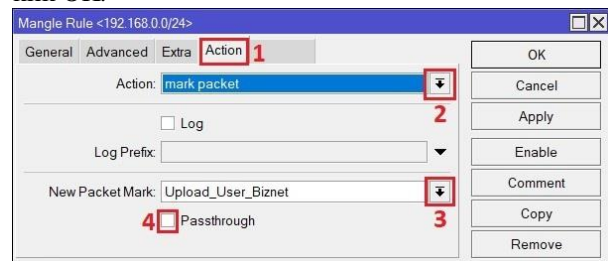 Mangle Rule <192.168.0.0/24>
General Advanced Extra Action 1
OK
Action: mark packet
2
Cancel
Log
Apply
Log Prefix:
Enable
New Packet Mark: Upload_User_Biznet
3
Comment
4 Passthrough
Copy
Remove